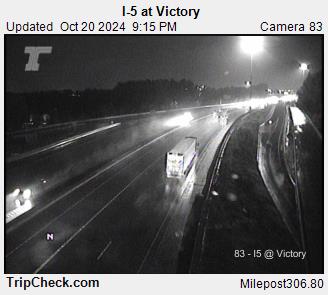 I-5 at Victory
Updated Oct 20 2024 9:15 PM Camera 83
T
N
83 - I5 @ Victory
TripCheck.com Milepost306.80